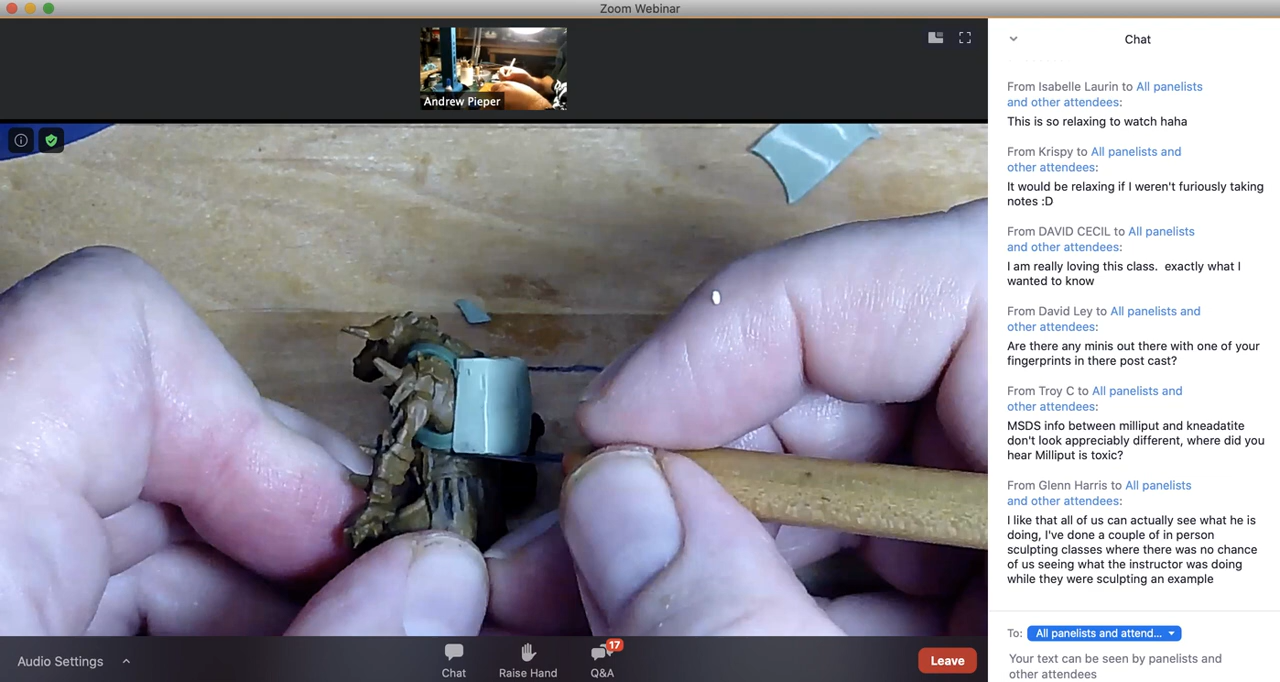 Zoom Webinar
Andrew Pieper
Chat
From Isabelle Laurin to All panelists
and other attendees:
This is so relaxing to watch haha
From Krispy to All panelists and
other attendees:
It would be relaxing if I weren't furiously taking
notes :D
From DAVID CECIL to All panelists
and other attendees:
I am really loving this class.  exactly what I
wanted to know
From David Ley to All panelists and
other attendees:
Are there any minis out there with one of your
fingerprints in there post cast?
From Troy C to All panelists and
other attendees:
MSDS info between milliput and kneadatite
don't look appreciably different, where did you
hear Milliput is toxic?
From Glenn Harris to All panelists
and other attendees:
I like that all of us can actually see what he is
doing, I've done a couple of in person
sculpting classes where there was no chance
of us seeing what the instructor was doing
while they were sculpting an example
To: All panelists and attend...
Your text can be seen by panelists and
other attendees
Audio Settings
Chat
Raise Hand
17
Q&A
Leave